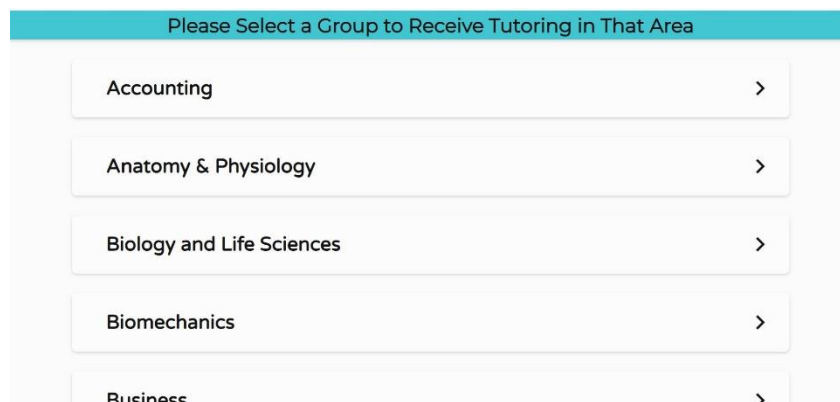 Please Select a Group to Receive Tutoring in That Area
Accounting
Anatomy & Physiology
Biology and Life Sciences
Biomechanics
Business